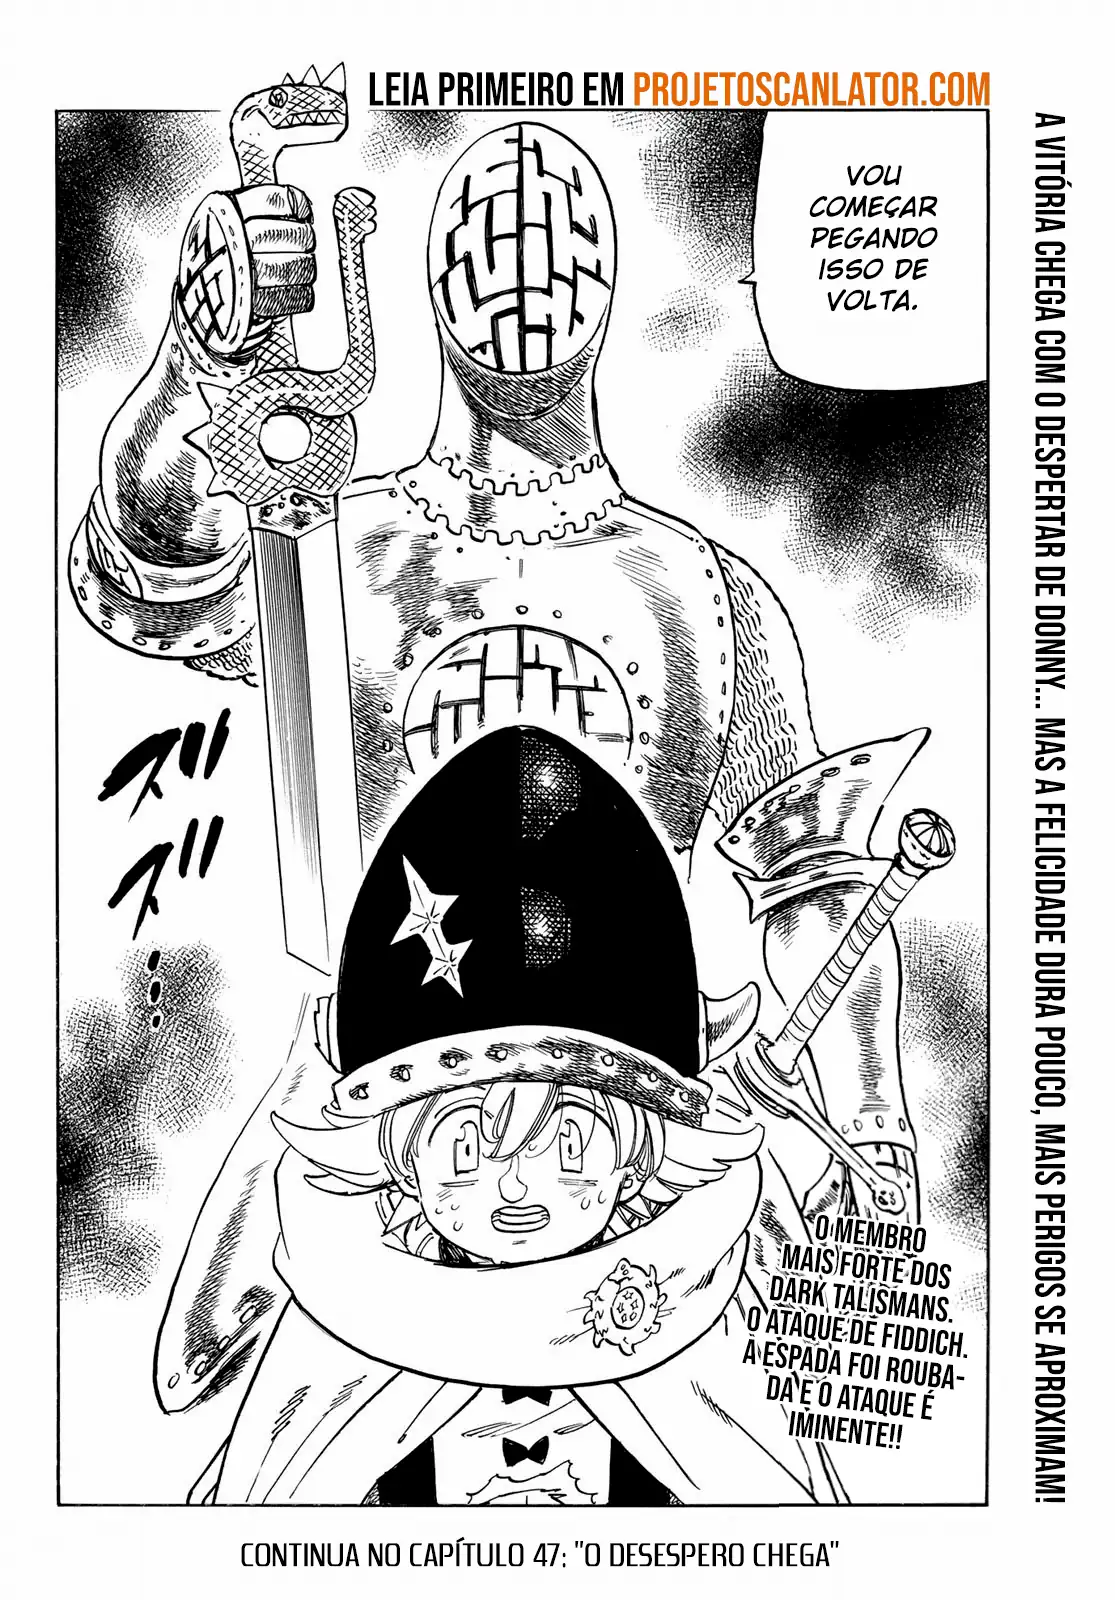 LEIA PRIMEIRO EM PROJETOSCANLATOR.COM
VOU
COMEÇAR
PEGANDO
ISSO DE
VOLTA.
A VITÓRIA CHEGA COM O DESPERTAR DE DONNY... MAS A FELICIDADE DURA POUCO, MAIS PERIGOS SE APROXIMAM!
ズズ...
O MEMBRO
MAIS FORTE DOS
DARK TALISMANS.
O ATAQUE DE FIDDICH.
A ESPADA FOI ROUBA-
DA E O ATAQUE É
IMINENTE!!
CONTINUA NO CAPÍTULO 47: "O DESESPERO CHEGA"